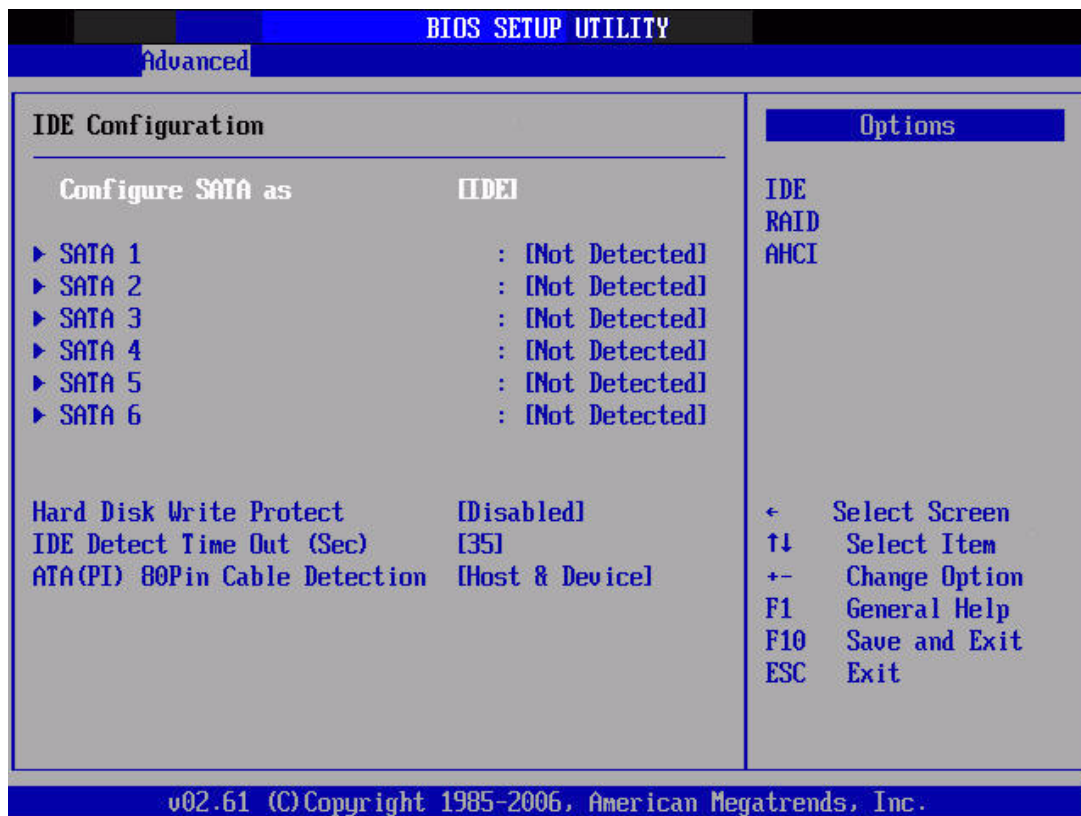 BIOS SETUP UTILITY
Advanced
IDE Configuration
Configure SATA as [IDE]
► SATA 1 : [Not Detected]
► SATA 2 : [Not Detected]
► SATA 3 : [Not Detected]
► SATA 4 : [Not Detected]
► SATA 5 : [Not Detected]
► SATA 6 : [Not Detected]
Hard Disk Write Protect [Disabled]
IDE Detect Time Out (Sec) [35]
ATA(PI) 80Pin Cable Detection [Host & Device]
Options
IDE
RAID
AHCI
← Select Screen
↑↓ Select Item
+- Change Option
F1 General Help
F10 Save and Exit
ESC Exit
v02.61 (C)Copyright 1985-2006, American Megatrends, Inc.